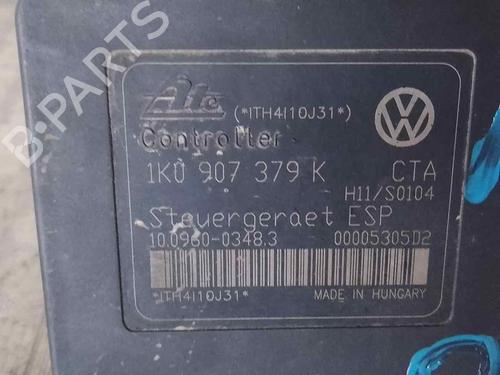 B-PARTS
Ate (*ITH4I10J31*)
Controller
1K0 907 379 K CTA
H11/S0104
Steuergeraet ESP
10.0960-0348.3 00005305D2
*ITH4I10J31* MADE IN HUNGARY